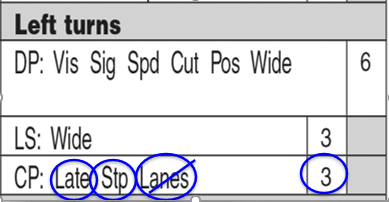 Left turns
DP: Vis Sig Spd Cut Pos Wide 6
LS: Wide 3
CP: Late Stp Lanes 3